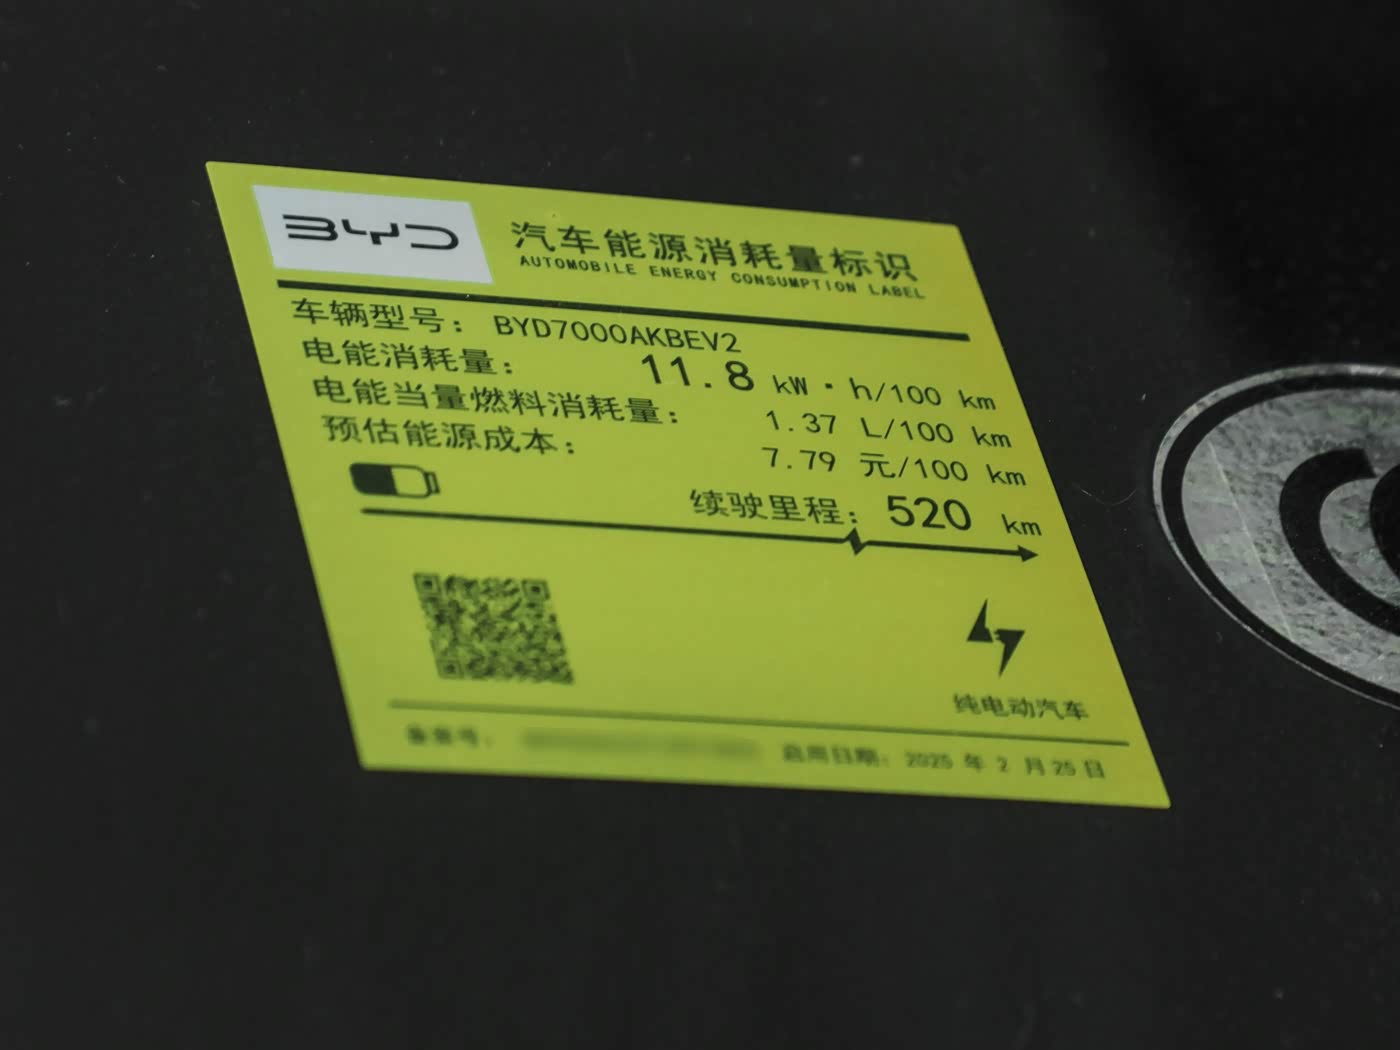 BYD
汽车能源消耗量标识
AUTOMOBILE ENERGY CONSUMPTION LABEL
车辆型号： BYD7000AKBEV2
电能消耗量： 11.8 kW·h/100 km
电能当量燃料消耗量： 1.37 L/100 km
预估能源成本： 7.79 元/100 km
续驶里程： 520 km
纯电动汽车
备案号： 启用日期： 2025 年 2 月 25 日